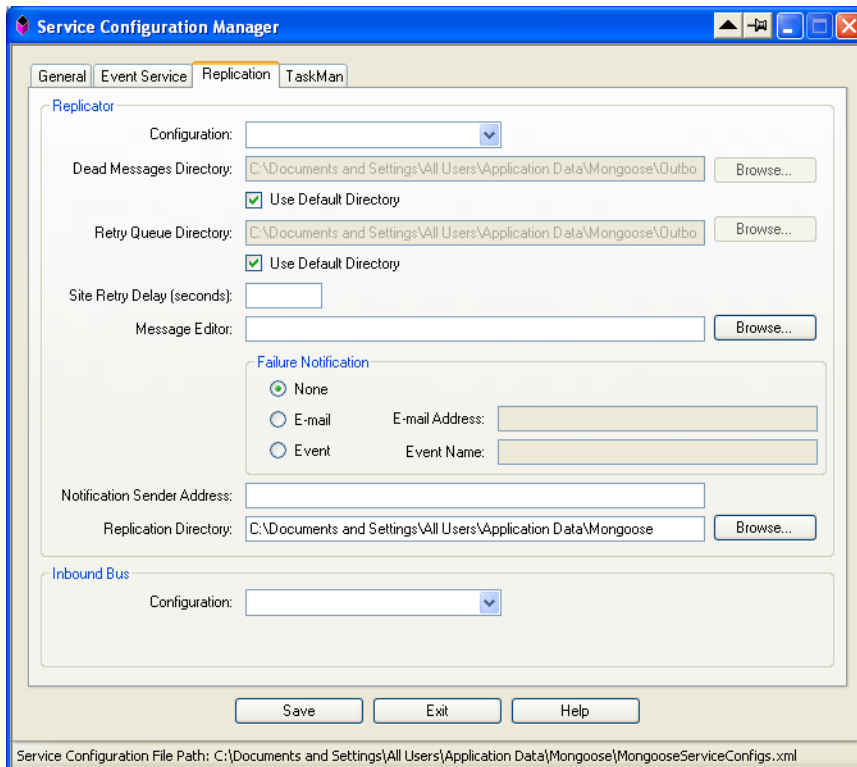 Service Configuration Manager
General Event Service Replication TaskMan
Replicator
Configuration:
Dead Messages Directory: C:\Documents and Settings\All Users\Application Data\Mongoose\Outbo Browse...
Use Default Directory
Retry Queue Directory: C:\Documents and Settings\All Users\Application Data\Mongoose\Outbo Browse...
Use Default Directory
Site Retry Delay (seconds):
Message Editor: Browse...
Failure Notification
None
E-mail E-mail Address:
Event Event Name:
Notification Sender Address:
Replication Directory: C:\Documents and Settings\All Users\Application Data\Mongoose Browse...
Inbound Bus
Configuration:
Save Exit Help
Service Configuration File Path: C:\Documents and Settings\All Users\Application Data\Mongoose\MongooseServiceConfigs.xml